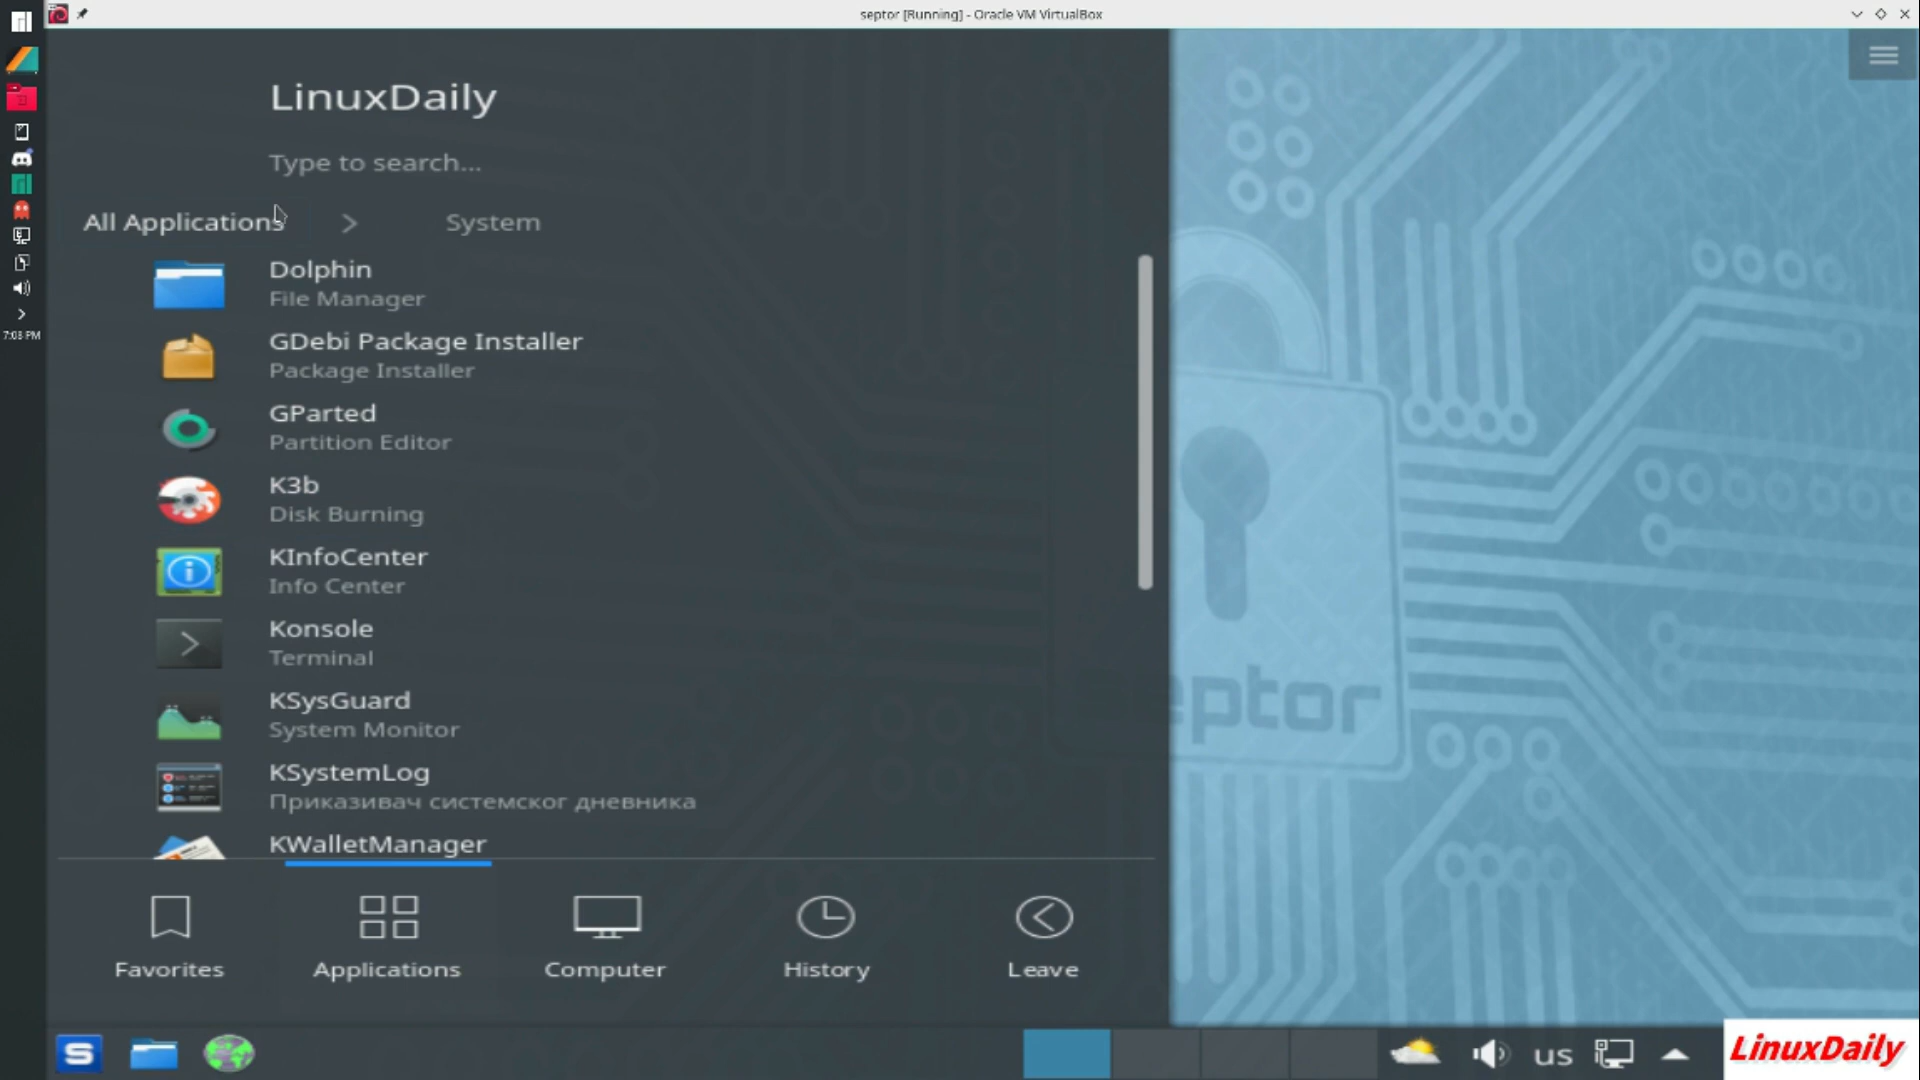 septor [Running] - Oracle VM VirtualBox
LinuxDaily
Type to search...
All Applications > System
Dolphin
File Manager
GDebi Package Installer
Package Installer
GParted
Partition Editor
K3b
Disk Burning
KInfoCenter
Info Center
Konsole
Terminal
KSysGuard
System Monitor
KSystemLog
Приказивач системског дневника
KWalletManager
Favorites
Applications
Computer
History
Leave
7:03 PM
eptor
S
us
LinuxDaily